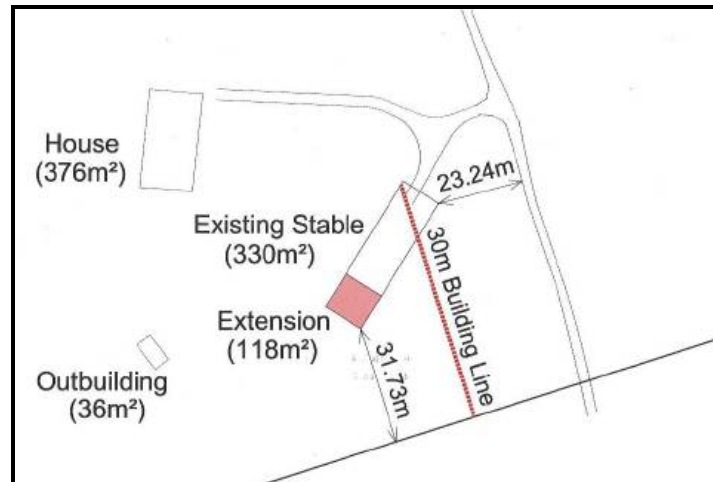 House
(376m²)
23.24m
Existing Stable
(330m²)
30m Building Line
Extension
(118m²)
31.73m
Outbuilding
(36m²)